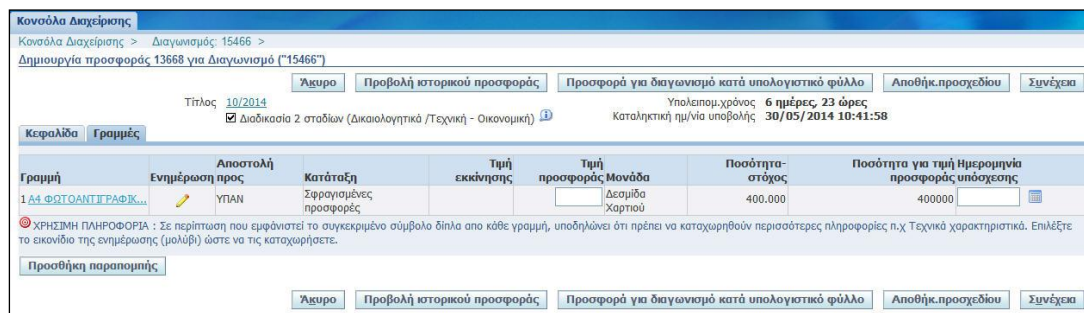 Κονσόλα Διαχείρισης
Κονσόλα Διαχείρισης > Διαγωνισμός: 15466 >
Δημιουργία προσφοράς 13668 για Διαγωνισμό ("15466")
Άκυρο Προβολή ιστορικού προσφοράς Προσφορά για διαγωνισμό κατά υπολογιστικό φύλλο Αποθήκ.προσχεδίου Συνέχεια
Τίτλος 10/2014 Υπολειπομ.χρόνος 6 ημέρες, 23 ώρες
Διαδικασία 2 σταδίων (Δικαιολογητικά /Τεχνική - Οικονομική) Καταληκτική ημ/νία υποβολής 30/05/2014 10:41:58
Κεφαλίδα Γραμμές
Γραμμή Ενημέρωση Αποστολή προς Κατάταξη Τιμή εκκίνησης Τιμή προσφοράς Μονάδα Ποσότητα-στόχος Ποσότητα για τιμή προσφοράς Ημερομηνία υπόσχεσης
1 Α4 ΦΩΤΟΑΝΤΙΓΡΑΦΙΚ... ΥΠΑΝ Σφραγισμένες προσφορές Δεσμίδα Χαρτιού 400.000 400000
ΧΡΗΣΙΜΗ ΠΛΗΡΟΦΟΡΙΑ : Σε περίπτωση που εμφάνιστεί το συγκεκριμένο σύμβολο δίπλα απο κάθε γραμμή, υποδηλώνει ότι πρέπει να καταχωρηθούν περισσότερες πληροφορίες π.χ Τεχνικά χαρακτηριστικά. Επιλέξτε
το εικονίδιο της ενημέρωσης (μολύβι) ώστε να τις καταχωρήσετε.
Προσθήκη παραπομπής
Άκυρο Προβολή ιστορικού προσφοράς Προσφορά για διαγωνισμό κατά υπολογιστικό φύλλο Αποθήκ.προσχεδίου Συνέχεια